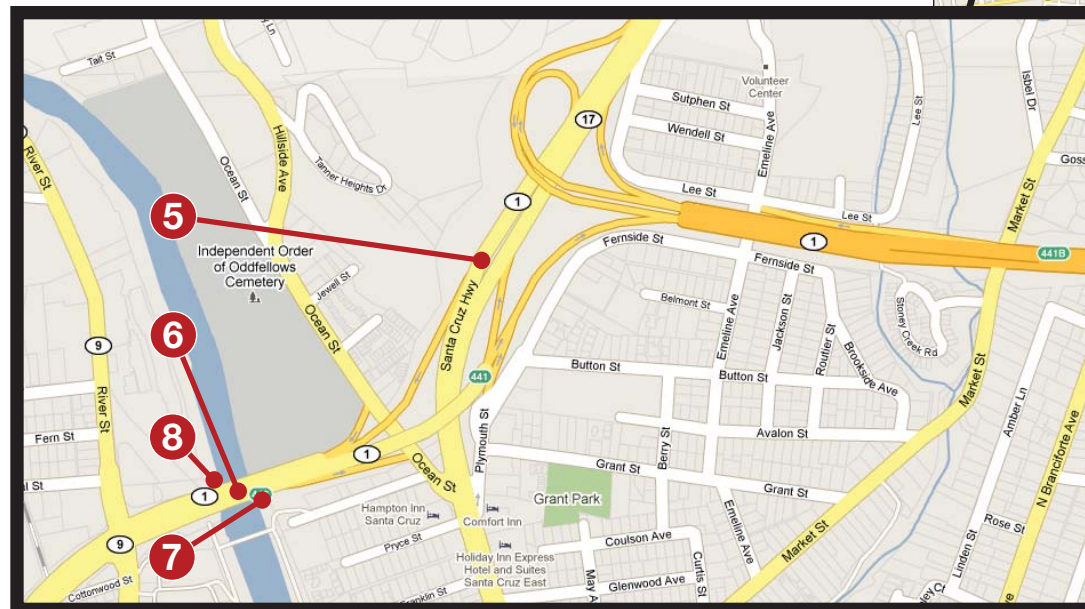 Tait St
Ln
Ocean St
Hillside Ave
Tanner Heights Dr
River St
17
1
Volunteer
Center
Sutphen St
Wendell St
Emeline Ave
Lee St
Lee St
Lee St
Isbel Dr
Goss
Market St
5
Independent Order
of Oddfellows
Cemetery
Jewell St
Ocean St
Santa Cruz Hwy
Fernside St
Fernside St
1
441B
Belmont St
Emeline Ave
Jackson St
Routier St
Brookside Ave
Stoney Creek Rd
Market St
6
9
River St
441
Button St
Button St
Amber Ln
N Branciforte Ave
8
Fern St
1
Ocean St
Plymouth St
Berry St
Avalon St
Grant St
Grant St
1
Grant Park
Hampton Inn
Santa Cruz
Comfort Inn
Emeline Ave
Market St
Rose St
Linden St
7
9
Pryce St
Holiday Inn Express
Hotel and Suites
Santa Cruz East
Coulson Ave
Curtis St
May A
Glenwood Ave
Franklin St
Cottonwood St